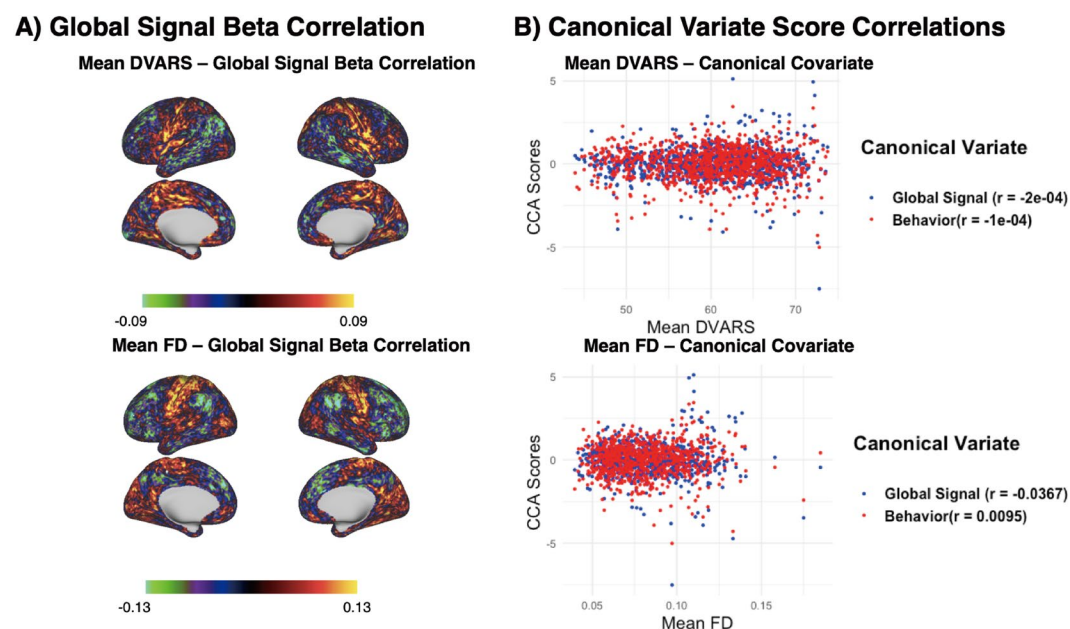 A) Global Signal Beta Correlation
Mean DVARS – Global Signal Beta Correlation
-0.09
0.09
Mean FD – Global Signal Beta Correlation
-0.13
0.13
B) Canonical Variate Score Correlations
Mean DVARS – Canonical Covariate
5
0
-5
CCA Scores
50
60
70
Mean DVARS
Canonical Variate
Global Signal (r = -2e-04)
Behavior(r = -1e-04)
Mean FD – Canonical Covariate
5
0
-5
CCA Scores
0.05
0.10
0.15
Mean FD
Canonical Variate
Global Signal (r = -0.0367)
Behavior(r = 0.0095)